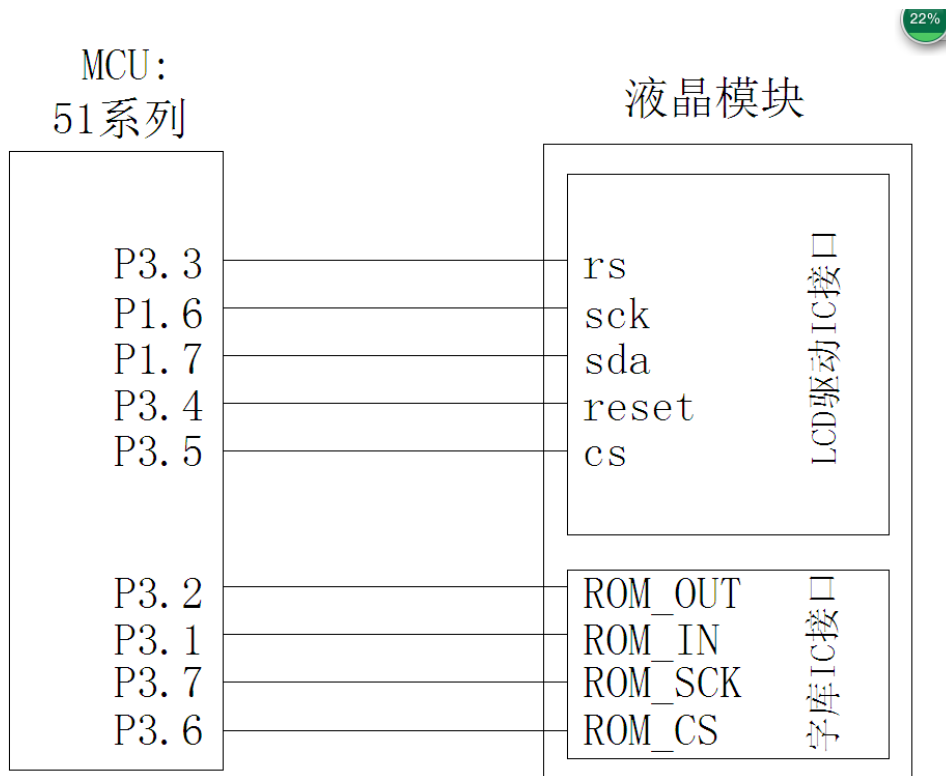 22%
MCU:
51系列
液晶模块
P3.3
P1.6
P1.7
P3.4
P3.5
P3.2
P3.1
P3.7
P3.6
rs
sck
sda
reset
cs
LCD驱动IC接口
ROM_OUT
ROM_IN
ROM_SCK
ROM_CS
字库IC接口